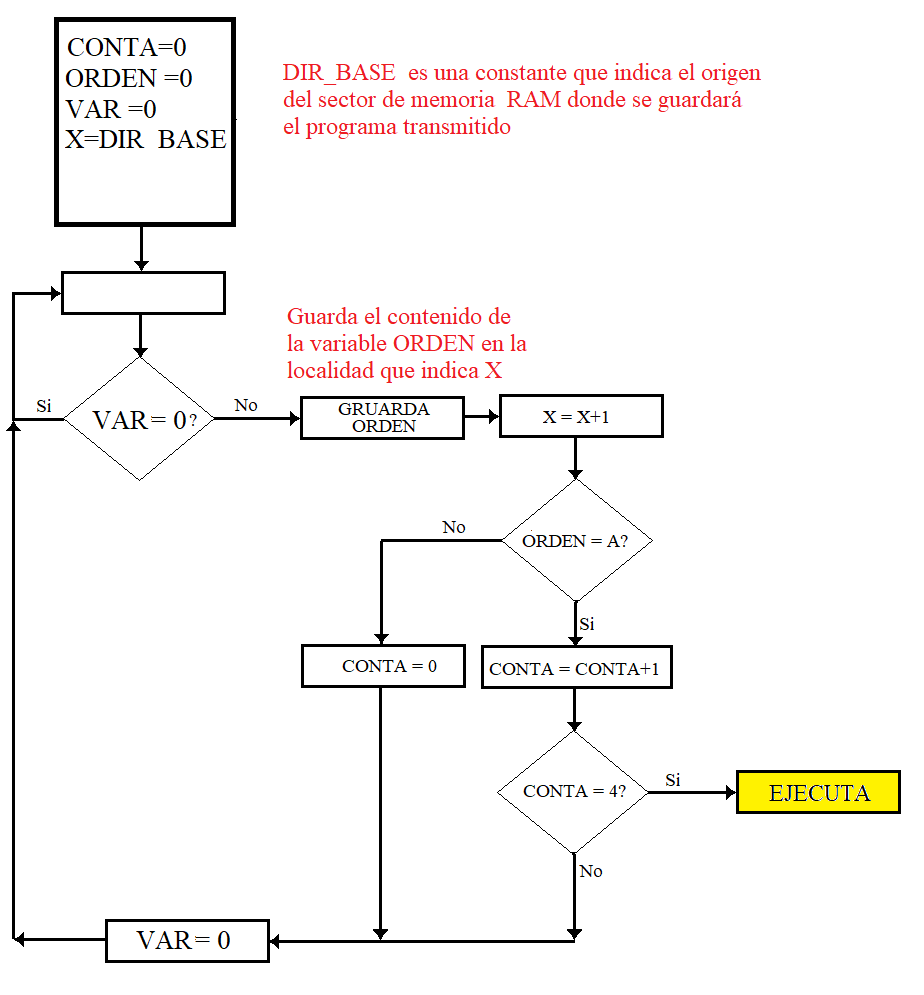 CONTA=0
ORDEN =0
VAR =0
X=DIR_BASE
DIR_BASE es una constante que indica el origen
del sector de memoria RAM donde se guardará
el programa transmitido
Guarda el contenido de
la variable ORDEN en la
localidad que indica X
Si
VAR= 0 ?
No
GRUARDA
ORDEN
X = X+1
No
ORDEN = A?
Si
CONTA = 0
CONTA = CONTA+1
CONTA = 4?
Si
EJECUTA
No
VAR= 0